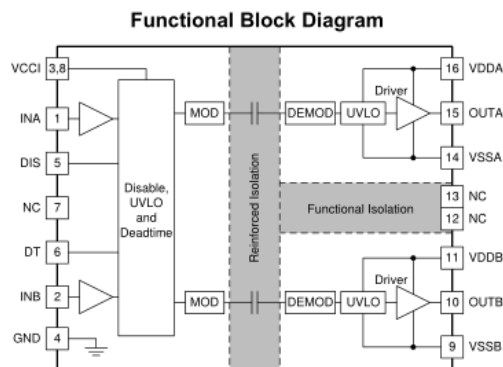 Functional Block Diagram
VCCI 3,8
16 VDDA
Driver
INA 1
MOD
DEMOD
UVLO
15 OUTA
DIS 5
14 VSSA
Disable,
UVLO
and
Deadtime
Reinforced Isolation
NC 7
13 NC
Functional Isolation
12 NC
DT 6
11 VDDB
Driver
INB 2
MOD
DEMOD
UVLO
10 OUTB
GND 4
9 VSSB